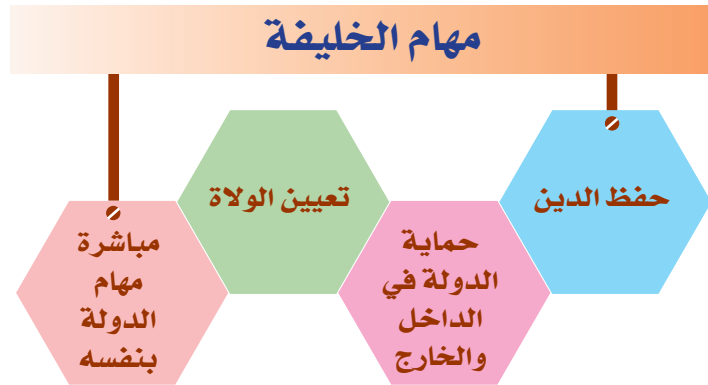 مهام الخليفة
حفظ الدين
حماية
الدولة في
الداخل
والخارج
تعيين الولاة
مباشرة
مهام
الدولة
بنفسه